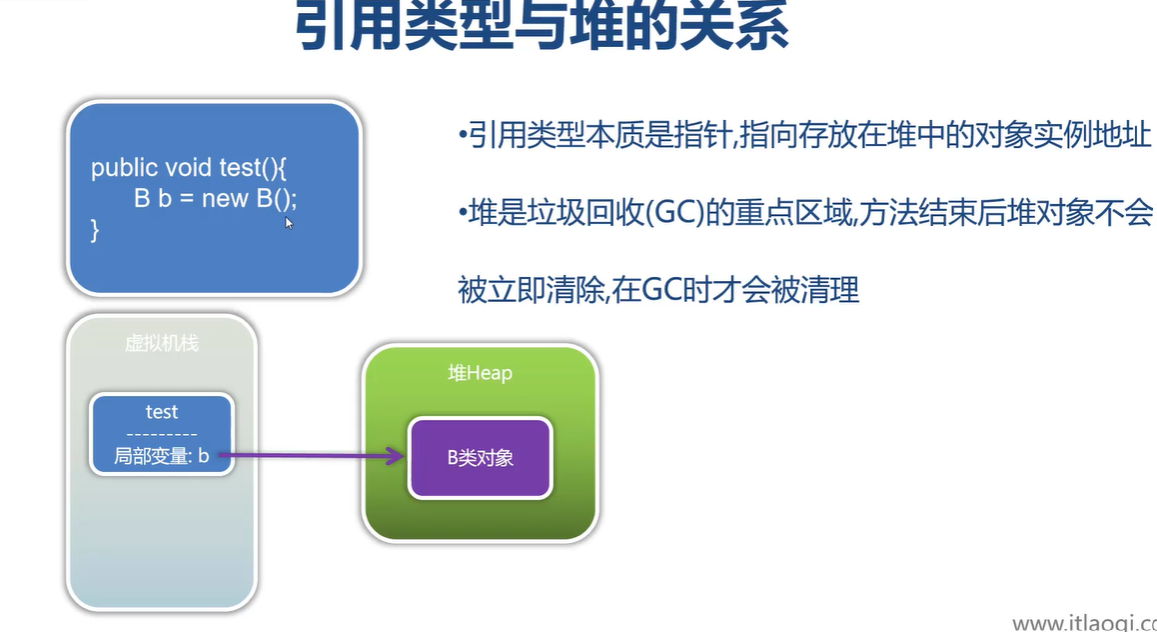 引用类型与堆的关系
public void test(){
B b = new B();
}
•引用类型本质是指针,指向存放在堆中的对象实例地址
•堆是垃圾回收(GC)的重点区域,方法结束后堆对象不会
被立即清除,在GC时才会被清理
虚拟机栈
test
---------
局部变量: b
堆Heap
B类对象
www.itlaoqi.co